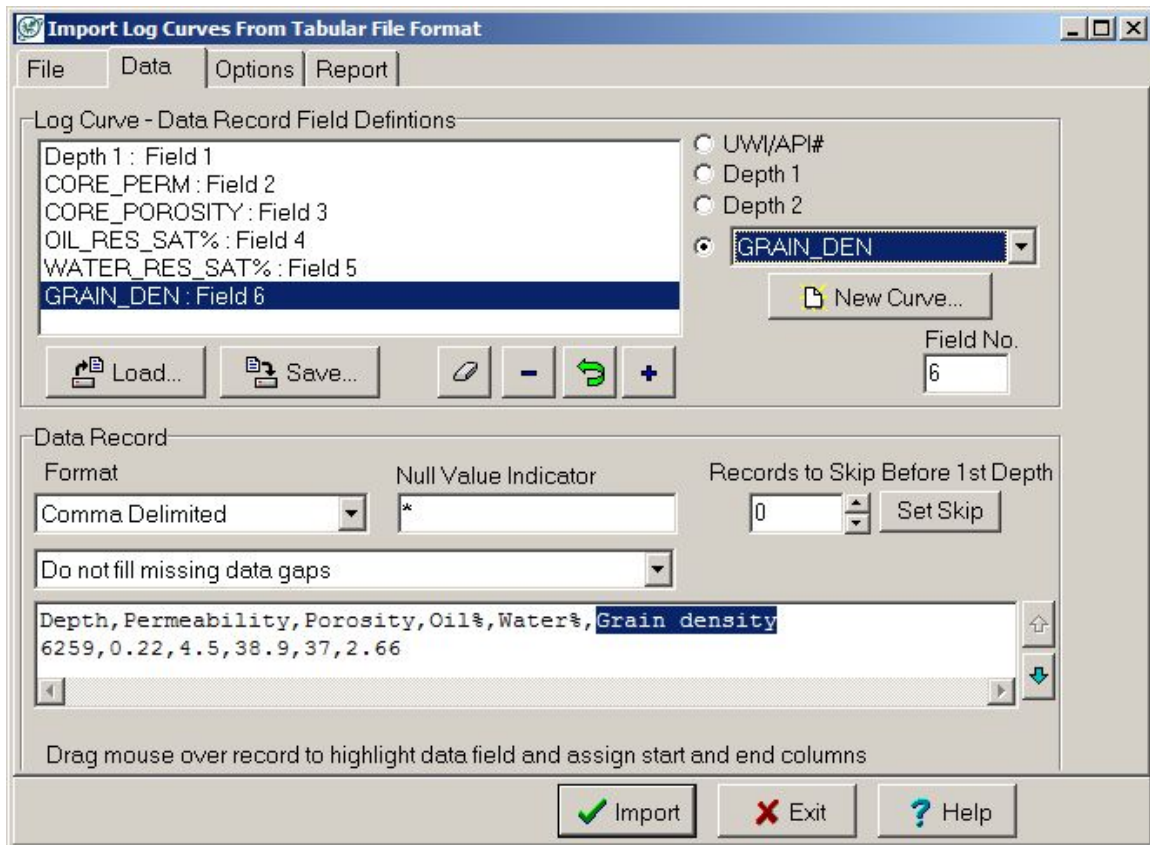 Import Log Curves From Tabular File Format
File Data Options Report
Log Curve - Data Record Field Defintions
Depth 1 : Field 1
CORE_PERM : Field 2
CORE_POROSITY : Field 3
OIL_RES_SAT% : Field 4
WATER_RES_SAT% : Field 5
GRAIN_DEN : Field 6
UWI/API#
Depth 1
Depth 2
GRAIN_DEN
New Curve...
Field No.
6
Load... Save...
Data Record
Format
Comma Delimited
Null Value Indicator
*
Records to Skip Before 1st Depth
0 Set Skip
Do not fill missing data gaps
Depth,Permeability,Porosity,Oil%,Water%,Grain density
6259,0.22,4.5,38.9,37,2.66
Drag mouse over record to highlight data field and assign start and end columns
Import Exit Help